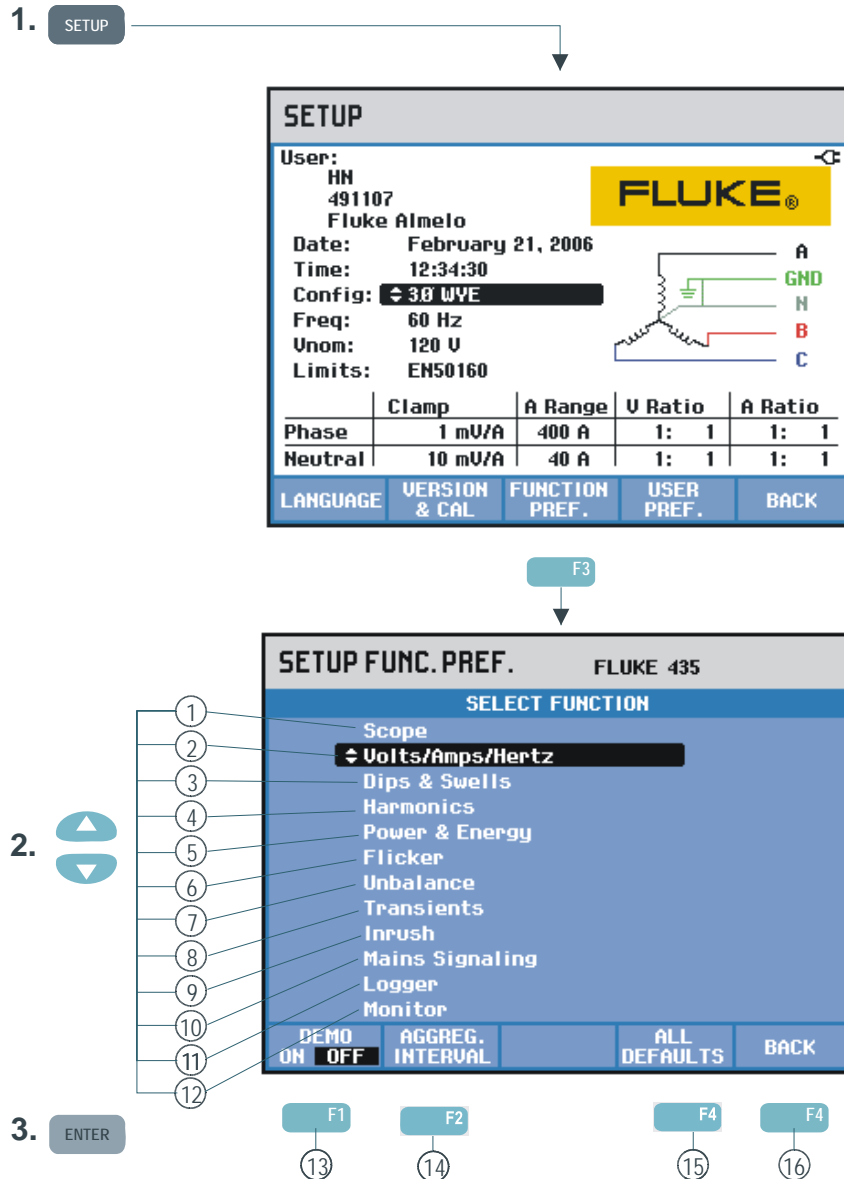 1. SETUP
SETUP
User:
HN
491107
Fluke Almelo
FLUKE®
Date: February 21, 2006
Time: 12:34:30
Config: 3Ø WYE
Freq: 60 Hz
Vnom: 120 V
Limits: EN50160
A
GND
N
B
C
Clamp A Range V Ratio A Ratio
Phase 1 mV/A 400 A 1: 1 1: 1
Neutral 10 mV/A 40 A 1: 1 1: 1
LANGUAGE VERSION & CAL FUNCTION PREF. USER PREF. BACK
F3
SETUP FUNC. PREF. FLUKE 435
SELECT FUNCTION
1 Scope
2 Volts/Amps/Hertz
3 Dips & Swells
4 Harmonics
2.
5 Power & Energy
6 Flicker
7 Unbalance
8 Transients
9 Inrush
10 Mains Signaling
11 Logger
12 Monitor
DEMO ON OFF AGGREG. INTERVAL ALL DEFAULTS BACK
3. ENTER
F1 F2 F4 F4
13 14 15 16